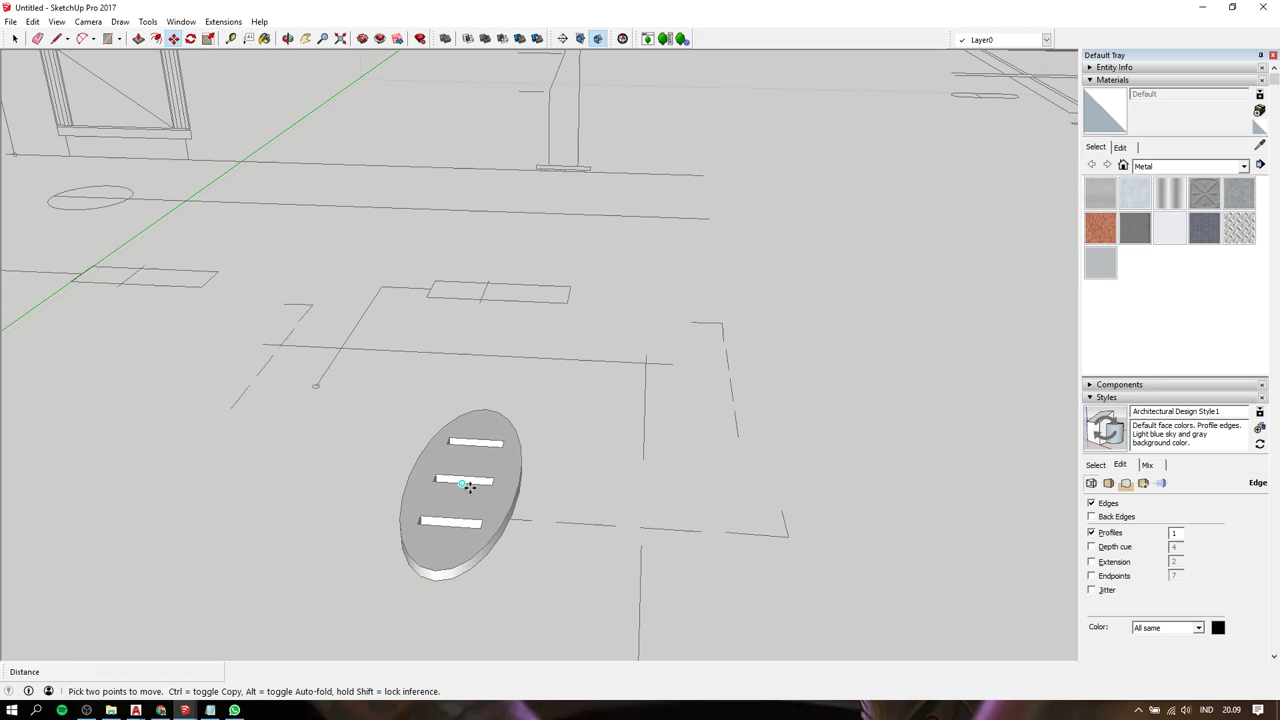 Untitled - SketchUp Pro 2017
File Edit View Camera Draw Tools Window Extensions Help
Layer0
Default Tray
Entity Info
Materials
Default
Select Edit
Metal
Components
Styles
Architectural Design Style1
Default face colors. Profile edges. Light blue sky and gray background color.
Select Edit Mix
Edge
Edges
Back Edges
Profiles 1
Depth cue 4
Extension 2
Endpoints 7
Jitter
Color: All same
Distance
Pick two points to move. Ctrl = toggle Copy, Alt = toggle Auto-fold, hold Shift = lock inference.
IND 20.09